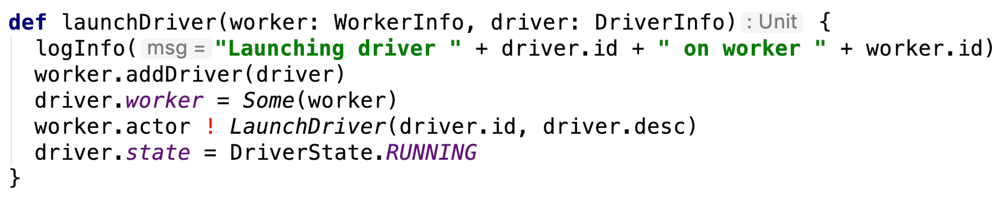 def launchDriver(worker: WorkerInfo, driver: DriverInfo) : Unit {
logInfo( msg = "Launching driver " + driver.id + " on worker " + worker.id)
worker.addDriver(driver)
driver.worker = Some(worker)
worker.actor ! LaunchDriver(driver.id, driver.desc)
driver.state = DriverState.RUNNING
}